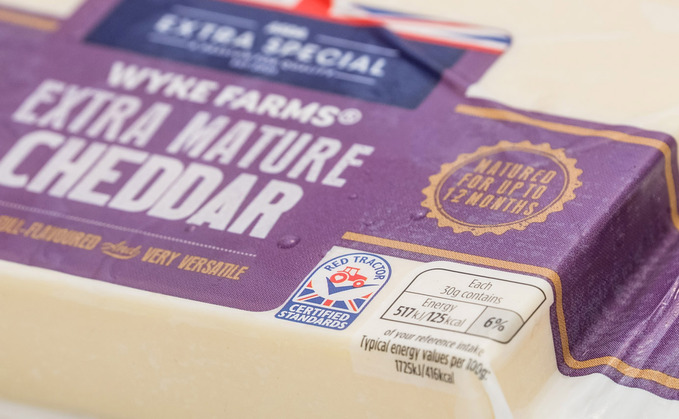 EXTRA SPECIAL
WYKE FARMS®
EXTRA MATURE
CHEDDAR
-FLAVOURED and VERY VERSATILE
MATURED
FOR UP TO
12 MONTHS
RED TRACTOR
CERTIFIED
STANDARDS
Each
30g contains
Energy
517kJ/125kcal
6%
of your reference intake
Typical energy values per 100g:
1725kJ/416kcal